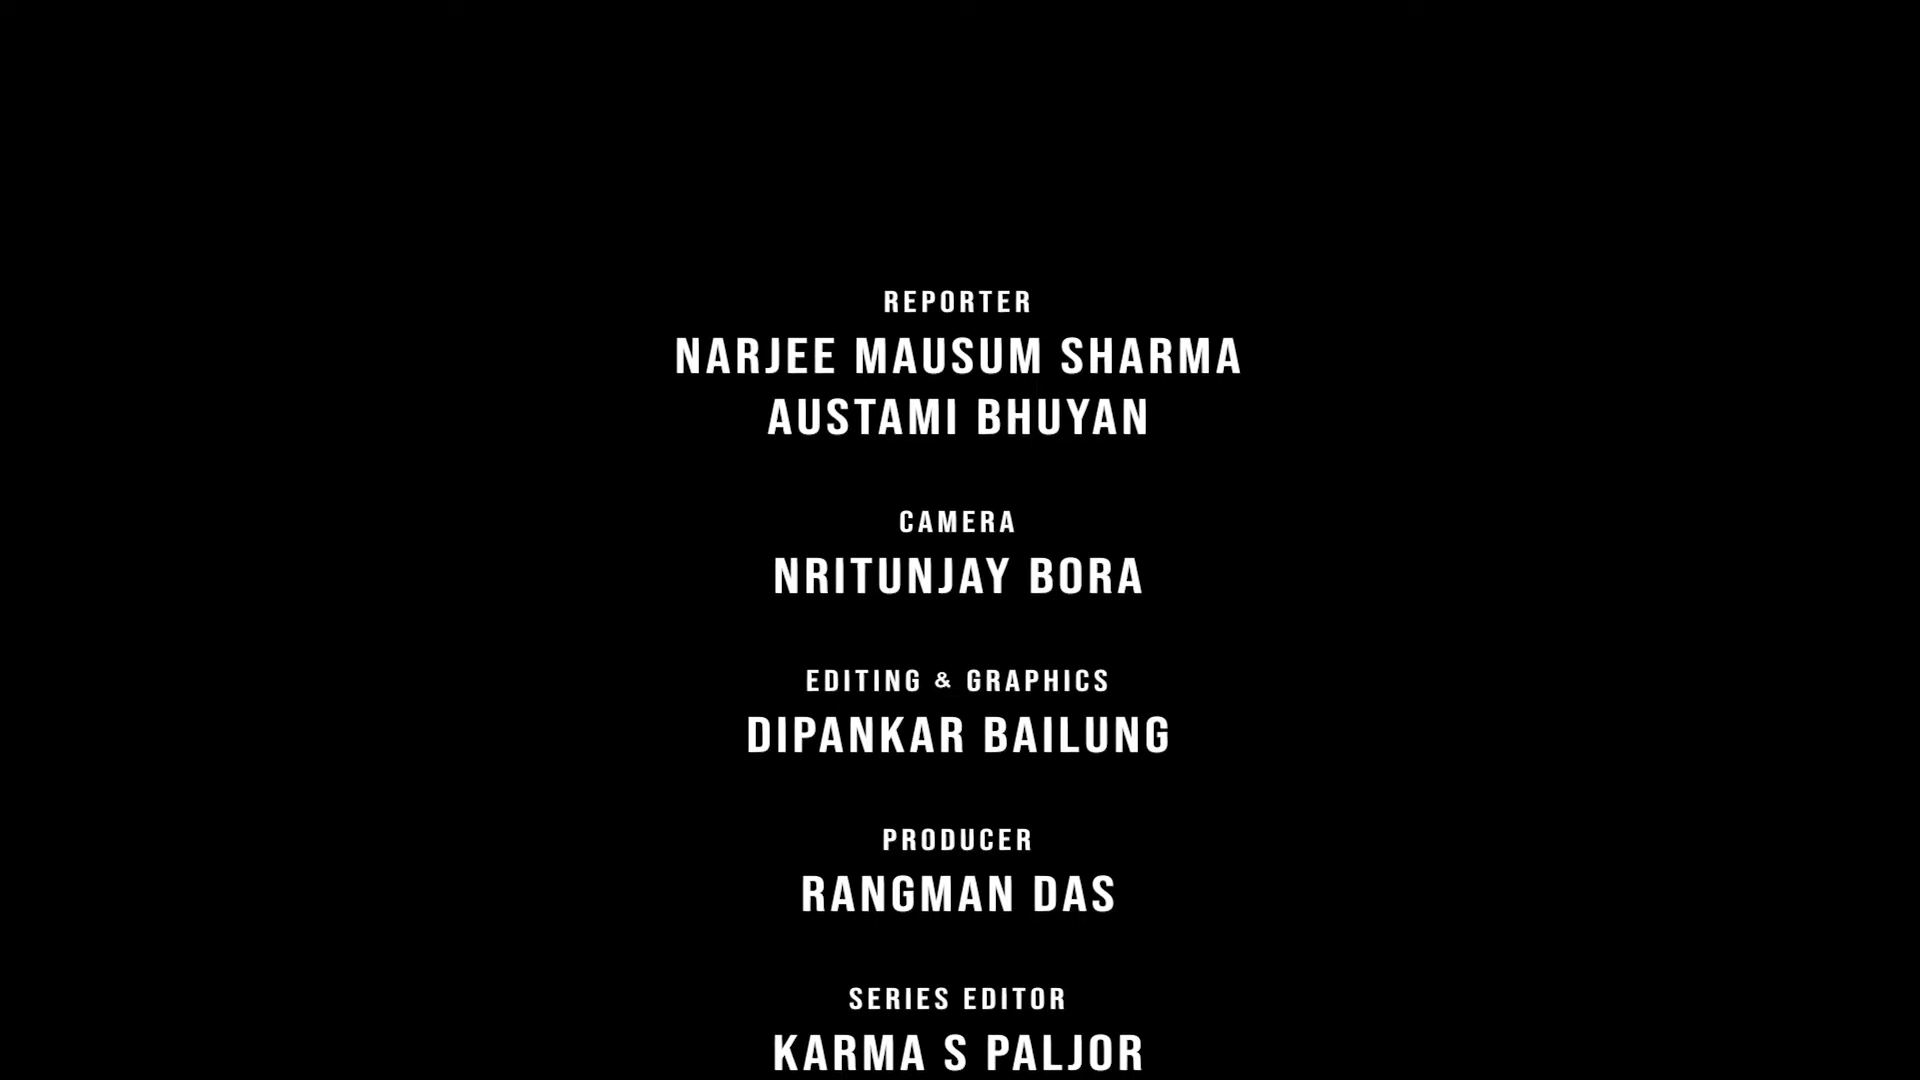 REPORTER
NARJEE MAUSUM SHARMA
AUSTAMI BHUYAN
CAMERA
NRITUNJAY BORA
EDITING & GRAPHICS
DIPANKAR BAILUNG
PRODUCER
RANGMAN DAS
SERIES EDITOR
KARMA S PALJOR